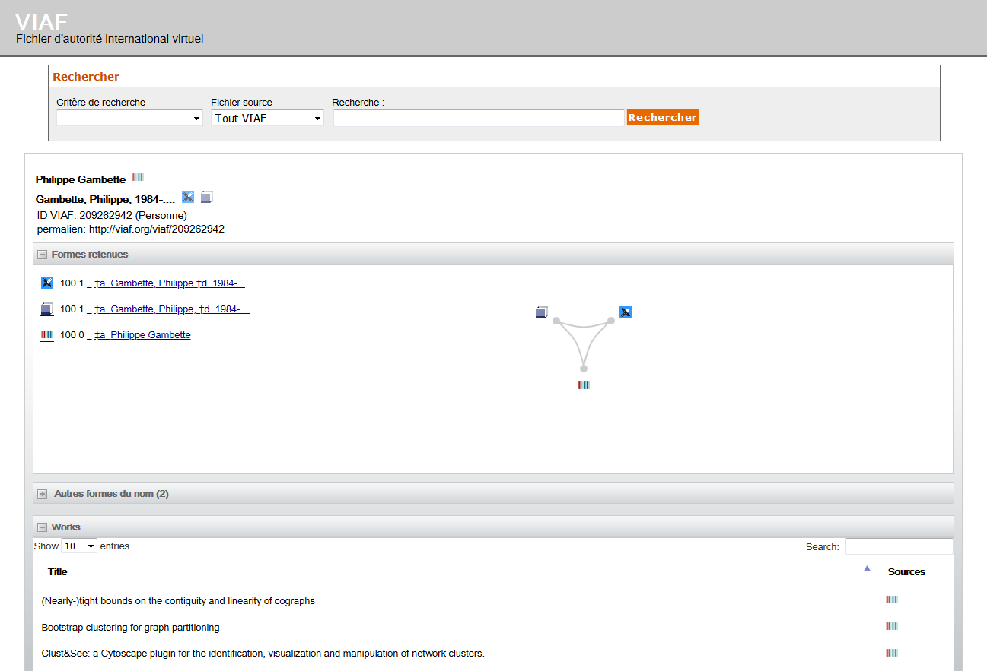 VIAF
Fichier d'autorité international virtuel
Rechercher
Critère de recherche Fichier source Recherche :
Tout VIAF Rechercher
Philippe Gambette
Gambette, Philippe, 1984-....
ID VIAF: 209262942 (Personne)
permalien: http://viaf.org/viaf/209262942
Formes retenues
100 1 _ ‡a Gambette, Philippe ‡d 1984-...
100 1 _ ‡a Gambette, Philippe, ‡d 1984-....
100 0 _ ‡a Philippe Gambette
Autres formes du nom (2)
Works
Show 10 entries Search:
Title Sources
(Nearly-)tight bounds on the contiguity and linearity of cographs
Bootstrap clustering for graph partitioning
Clust&See: a Cytoscape plugin for the identification, visualization and manipulation of network clusters.